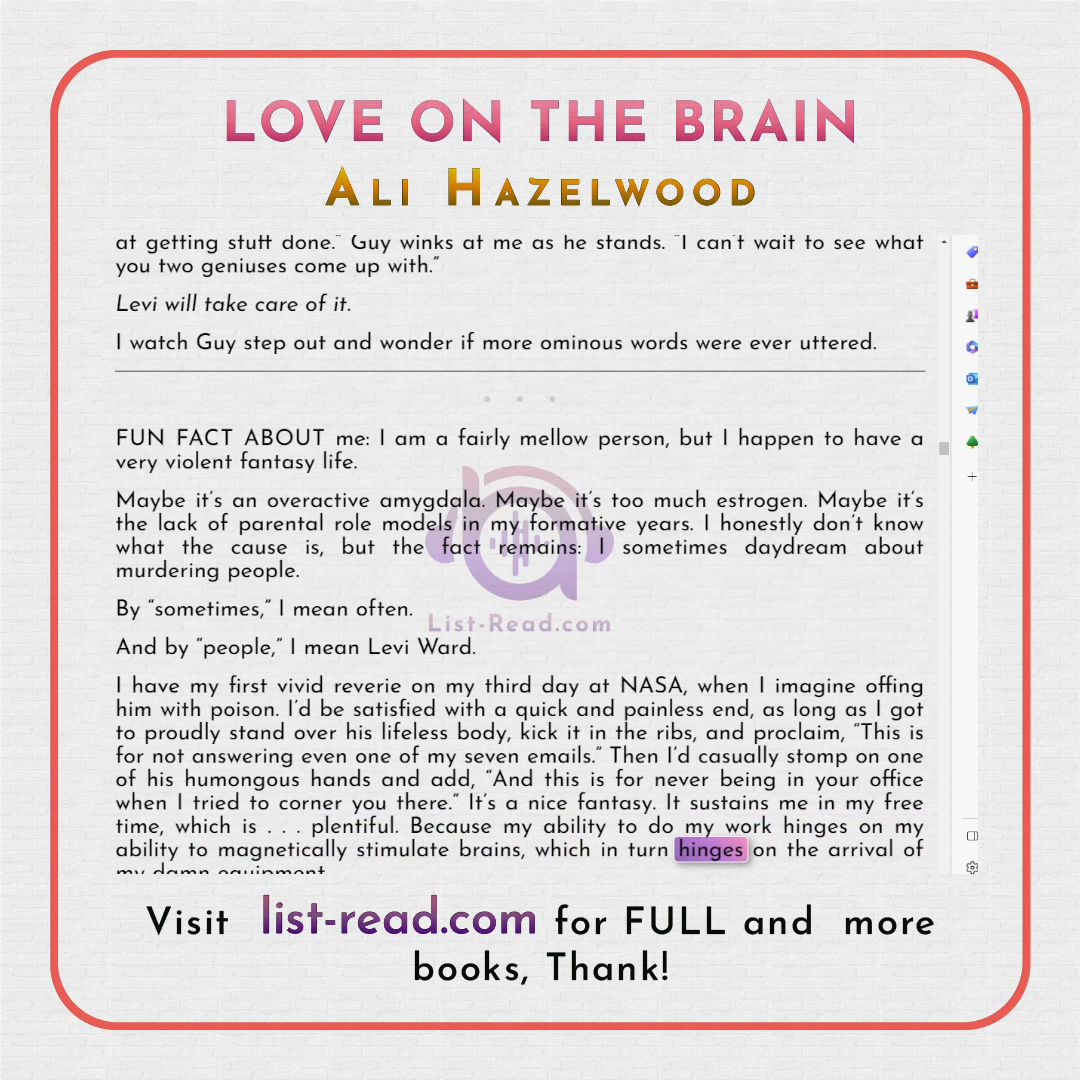 LOVE ON THE BRAIN
ALI HAZELWOOD
at getting stuff done.” Guy winks at me as he stands. “I can’t wait to see what
you two geniuses come up with.”
Levi will take care of it.
I watch Guy step out and wonder if more ominous words were ever uttered.
• • •
FUN FACT ABOUT me: I am a fairly mellow person, but I happen to have a
very violent fantasy life.
Maybe it’s an overactive amygdala. Maybe it’s too much estrogen. Maybe it’s
the lack of parental role models in my formative years. I honestly don’t know
what the cause is, but the fact remains: I sometimes daydream about
murdering people.
By “sometimes,” I mean often.
List-Read.com
And by “people,” I mean Levi Ward.
I have my first vivid reverie on my third day at NASA, when I imagine offing
him with poison. I’d be satisfied with a quick and painless end, as long as I got
to proudly stand over his lifeless body, kick it in the ribs, and proclaim, “This is
for not answering even one of my seven emails.” Then I’d casually stomp on one
of his humongous hands and add, “And this is for never being in your office
when I tried to corner you there.” It’s a nice fantasy. It sustains me in my free
time, which is . . . plentiful. Because my ability to do my work hinges on my
ability to magnetically stimulate brains, which in turn hinges on the arrival of
my damn equipment
Visit list-read.com for FULL and more
books, Thank!